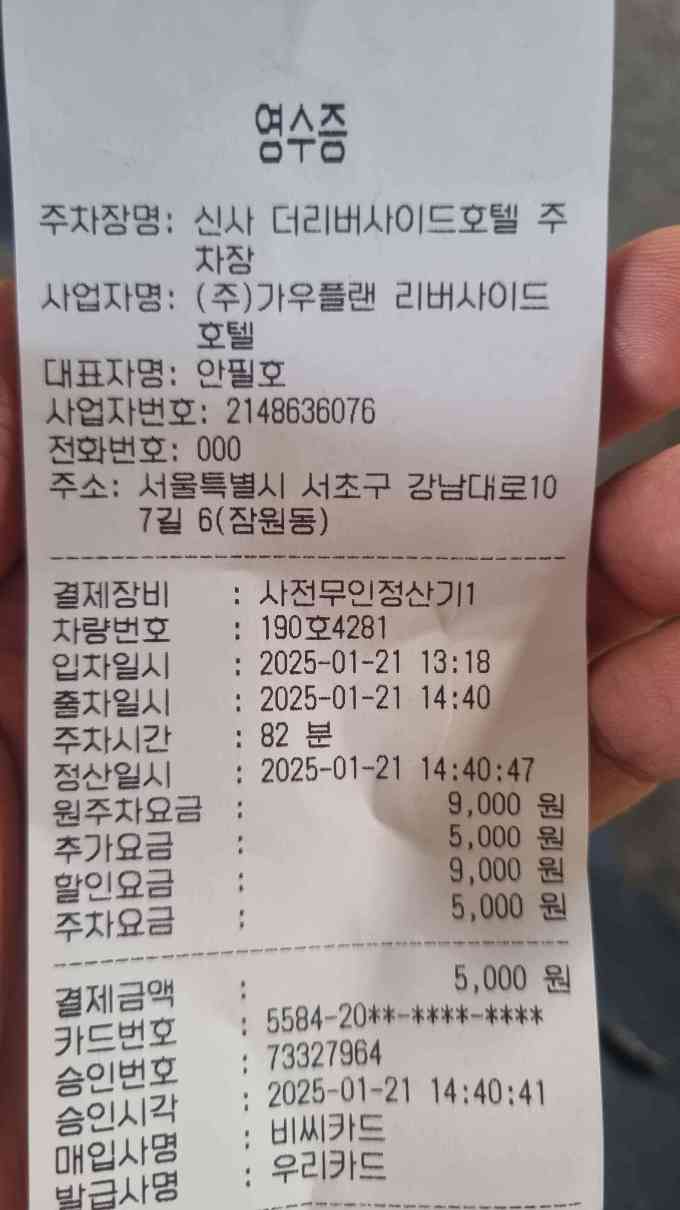 영수증
주차장명: 신사 더리버사이드호텔 주
차장
사업자명: (주)가우플랜 리버사이드
호텔
대표자명: 안필호
사업자번호: 2148636076
전화번호: 000
주소: 서울특별시 서초구 강남대로10
7길 6(잠원동)
결제장비 : 사전무인정산기1
차량번호 : 190호4281
입차일시 : 2025-01-21 13:18
출차일시 : 2025-01-21 14:40
주차시간 : 82 분
정산일시 : 2025-01-21 14:40:47
원주차요금 : 9,000 원
추가요금 : 5,000 원
할인요금 : 9,000 원
주차요금 : 5,000 원
결제금액 : 5,000 원
카드번호 : 5584-20**-****-****
승인번호 : 73327964
승인시각 : 2025-01-21 14:40:41
매입사명 : 비씨카드
발급사명 : 우리카드